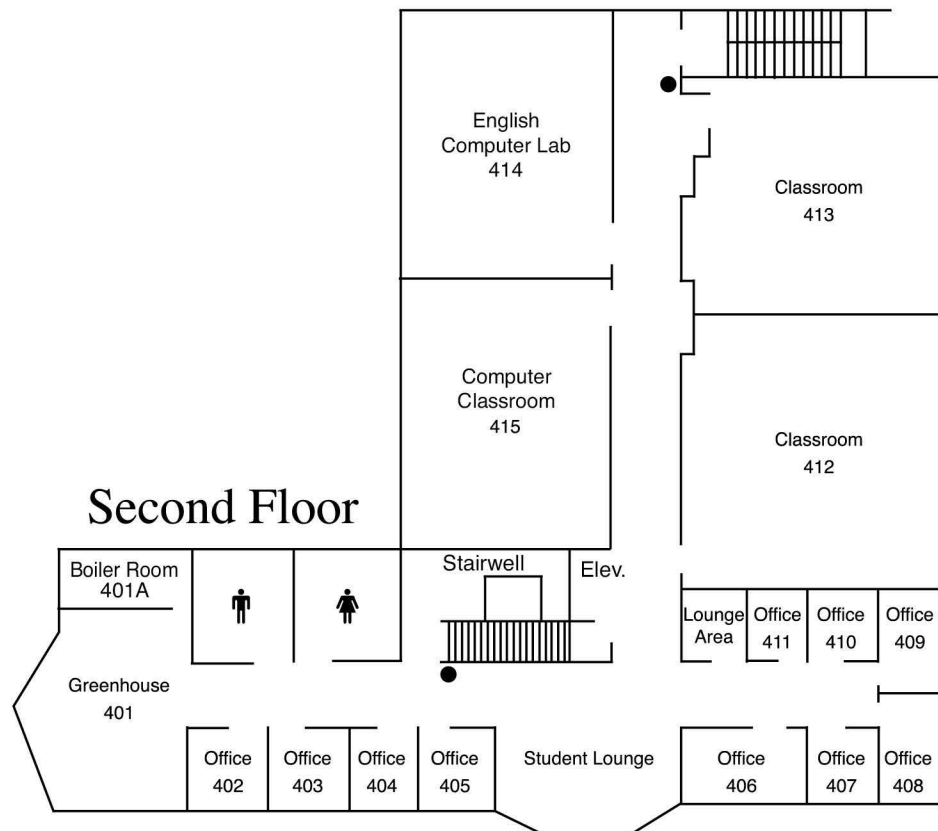 English
Computer Lab
414
Classroom
413
Computer
Classroom
415
Classroom
412
Second Floor
Boiler Room
401A
Stairwell
Elev.
Lounge
Area
Office
411
Office
410
Office
409
Greenhouse
401
Office
402
Office
403
Office
404
Office
405
Student Lounge
Office
406
Office
407
Office
408